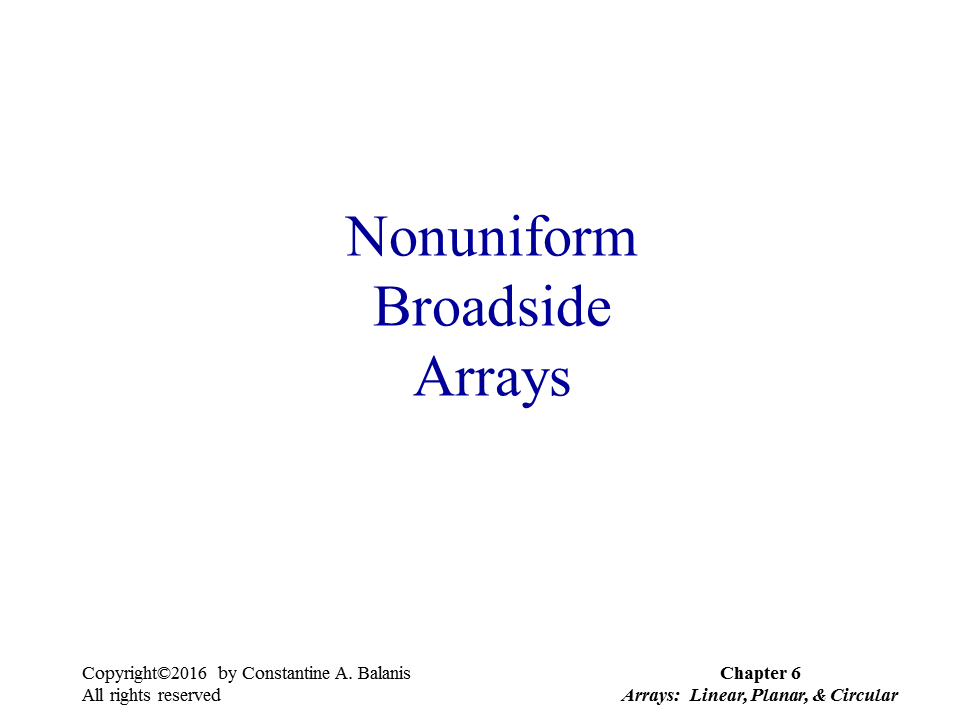 Nonuniform
Broadside
Arrays
Copyright©2016 by Constantine A. Balanis
All rights reserved
Chapter 6
Arrays: Linear, Planar, & Circular